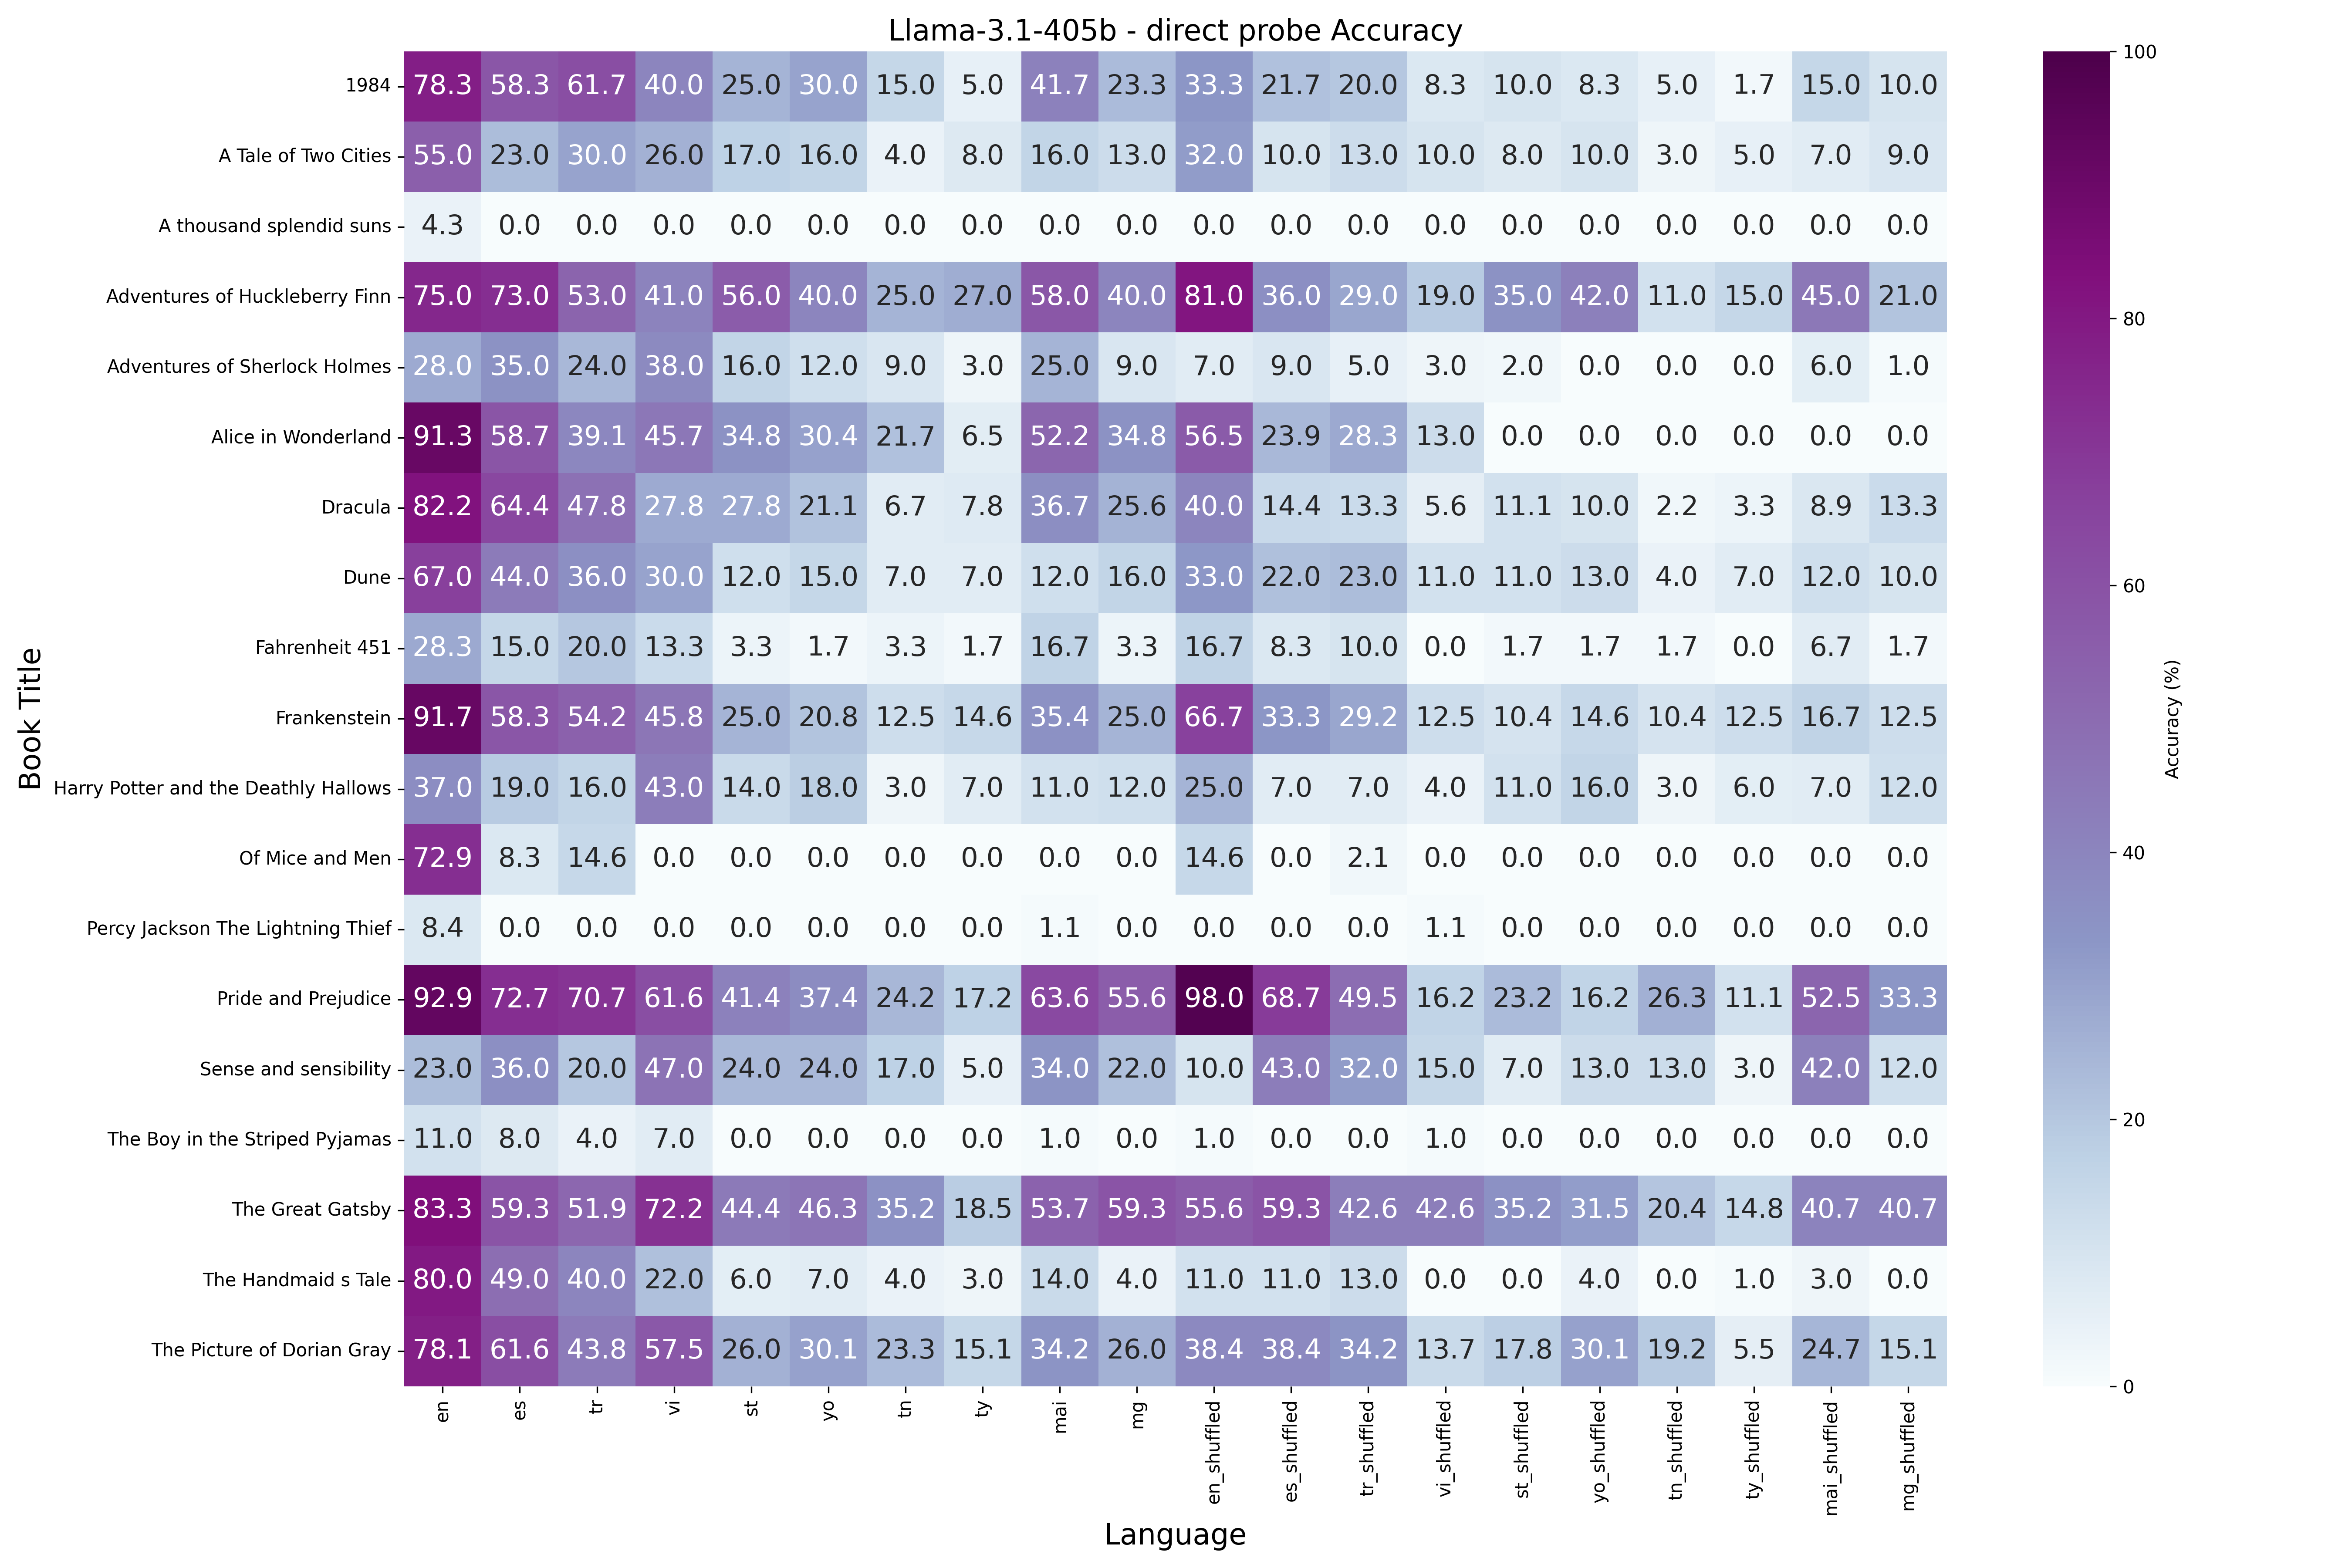 Llama-3.1-405b - direct probe Accuracy
1984 78.3 58.3 61.7 40.0 25.0 30.0 15.0 5.0 41.7 23.3 33.3 21.7 20.0 8.3 10.0 8.3 5.0 1.7 15.0 10.0
A Tale of Two Cities 55.0 23.0 30.0 26.0 17.0 16.0 4.0 8.0 16.0 13.0 32.0 10.0 13.0 10.0 8.0 10.0 3.0 5.0 7.0 9.0
A thousand splendid suns 4.3 0.0 0.0 0.0 0.0 0.0 0.0 0.0 0.0 0.0 0.0 0.0 0.0 0.0 0.0 0.0 0.0 0.0 0.0 0.0
Adventures of Huckleberry Finn 75.0 73.0 53.0 41.0 56.0 40.0 25.0 27.0 58.0 40.0 81.0 36.0 29.0 19.0 35.0 42.0 11.0 15.0 45.0 21.0
Adventures of Sherlock Holmes 28.0 35.0 24.0 38.0 16.0 12.0 9.0 3.0 25.0 9.0 7.0 9.0 5.0 3.0 2.0 0.0 0.0 0.0 6.0 1.0
Alice in Wonderland 91.3 58.7 39.1 45.7 34.8 30.4 21.7 6.5 52.2 34.8 56.5 23.9 28.3 13.0 0.0 0.0 0.0 0.0 0.0 0.0
Dracula 82.2 64.4 47.8 27.8 27.8 21.1 6.7 7.8 36.7 25.6 40.0 14.4 13.3 5.6 11.1 10.0 2.2 3.3 8.9 13.3
Dune 67.0 44.0 36.0 30.0 12.0 15.0 7.0 7.0 12.0 16.0 33.0 22.0 23.0 11.0 11.0 13.0 4.0 7.0 12.0 10.0
Fahrenheit 451 28.3 15.0 20.0 13.3 3.3 1.7 3.3 1.7 16.7 3.3 16.7 8.3 10.0 0.0 1.7 1.7 1.7 0.0 6.7 1.7
Frankenstein 91.7 58.3 54.2 45.8 25.0 20.8 12.5 14.6 35.4 25.0 66.7 33.3 29.2 12.5 10.4 14.6 10.4 12.5 16.7 12.5
Harry Potter and the Deathly Hallows 37.0 19.0 16.0 43.0 14.0 18.0 3.0 7.0 11.0 12.0 25.0 7.0 7.0 4.0 11.0 16.0 3.0 6.0 7.0 12.0
Of Mice and Men 72.9 8.3 14.6 0.0 0.0 0.0 0.0 0.0 0.0 0.0 14.6 0.0 2.1 0.0 0.0 0.0 0.0 0.0 0.0 0.0
Percy Jackson The Lightning Thief 8.4 0.0 0.0 0.0 0.0 0.0 0.0 0.0 1.1 0.0 0.0 0.0 0.0 1.1 0.0 0.0 0.0 0.0 0.0 0.0
Pride and Prejudice 92.9 72.7 70.7 61.6 41.4 37.4 24.2 17.2 63.6 55.6 98.0 68.7 49.5 16.2 23.2 16.2 26.3 11.1 52.5 33.3
Sense and sensibility 23.0 36.0 20.0 47.0 24.0 24.0 17.0 5.0 34.0 22.0 10.0 43.0 32.0 15.0 7.0 13.0 13.0 3.0 42.0 12.0
The Boy in the Striped Pyjamas 11.0 8.0 4.0 7.0 0.0 0.0 0.0 0.0 1.0 0.0 1.0 0.0 0.0 1.0 0.0 0.0 0.0 0.0 0.0 0.0
The Great Gatsby 83.3 59.3 51.9 72.2 44.4 46.3 35.2 18.5 53.7 59.3 55.6 59.3 42.6 42.6 35.2 31.5 20.4 14.8 40.7 40.7
The Handmaid s Tale 80.0 49.0 40.0 22.0 6.0 7.0 4.0 3.0 14.0 4.0 11.0 11.0 13.0 0.0 0.0 4.0 0.0 1.0 3.0 0.0
The Picture of Dorian Gray 78.1 61.6 43.8 57.5 26.0 30.1 23.3 15.1 34.2 26.0 38.4 38.4 34.2 13.7 17.8 30.1 19.2 5.5 24.7 15.1
en es tr vi st yo tn ty mai mg en_shuffled es_shuffled tr_shuffled vi_shuffled st_shuffled yo_shuffled tn_shuffled ty_shuffled mai_shuffled mg_shuffled
Language
Book Title
100
80
60
40
20
0
Accuracy (%)